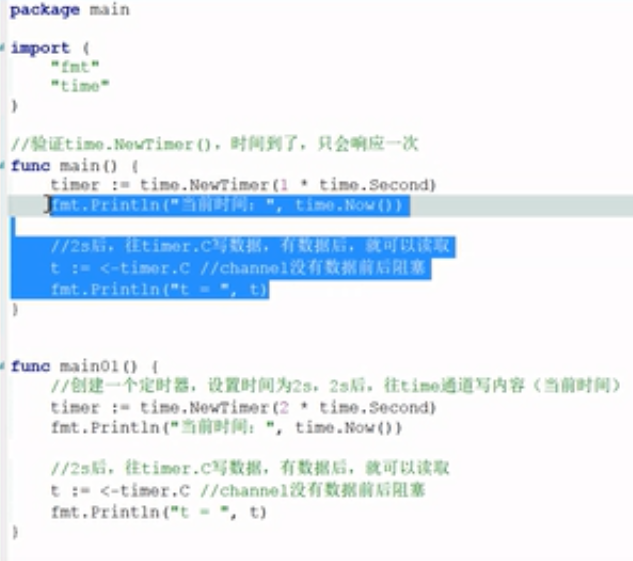 package main
import (
"fmt"
"time"
)
//验证time.NewTimer(), 时间到了, 只会响应一次
func main() {
timer := time.NewTimer(1 * time.Second)
fmt.Println("当前时间: ", time.Now())
//2s后, 往timer.C写数据, 有数据后, 就可以读取
t := <-timer.C //channel没有数据前后阻塞
fmt.Println("t = ", t)
}
func main01() {
//创建一个定时器, 设置时间为2s, 2s后, 往time通道写内容 (当前时间)
timer := time.NewTimer(2 * time.Second)
fmt.Println("当前时间: ", time.Now())
//2s后, 往timer.C写数据, 有数据后, 就可以读取
t := <-timer.C //channel没有数据前后阻塞
fmt.Println("t = ", t)
}